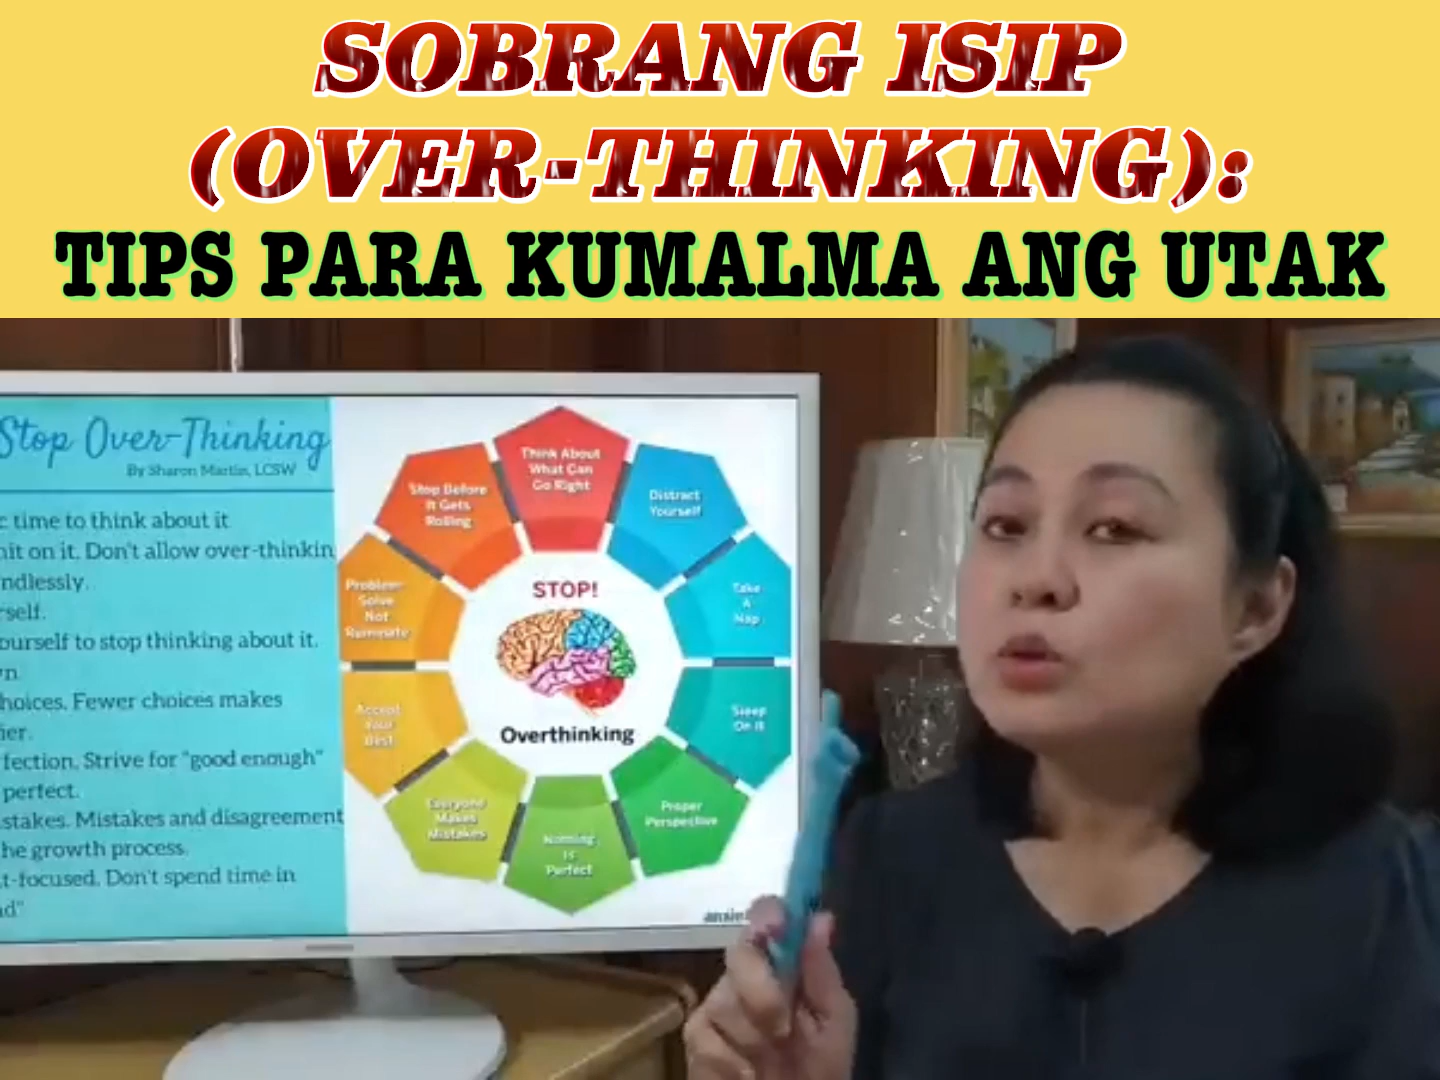 SOBRANG ISIP
(OVER-THINKING):
TIPS PARA KUMALMA ANG UTAK
Stop Over-Thinking
By Sharon Martin, LCSW
time to think about it
on it. Don't allow over-thinkin
ndlessly.
rself.
ourself to stop thinking about it.
hoices. Fewer choices makes
ier.
fection. Strive for "good enough"
perfect.
stakes. Mistakes and disagreement
he growth process.
t-focused. Don't spend time in
Think About
What Can
Go Right
Distract
Yourself
Take
A
Nap
Sleep
On It
Proper
Perspective
Nothing
Is
Perfect
Everyone
Makes
Mistakes
Accept
Your
Best
Problem-
Solve
Not
Ruminate
Stop Before
It Gets
Rolling
STOP!
Overthinking